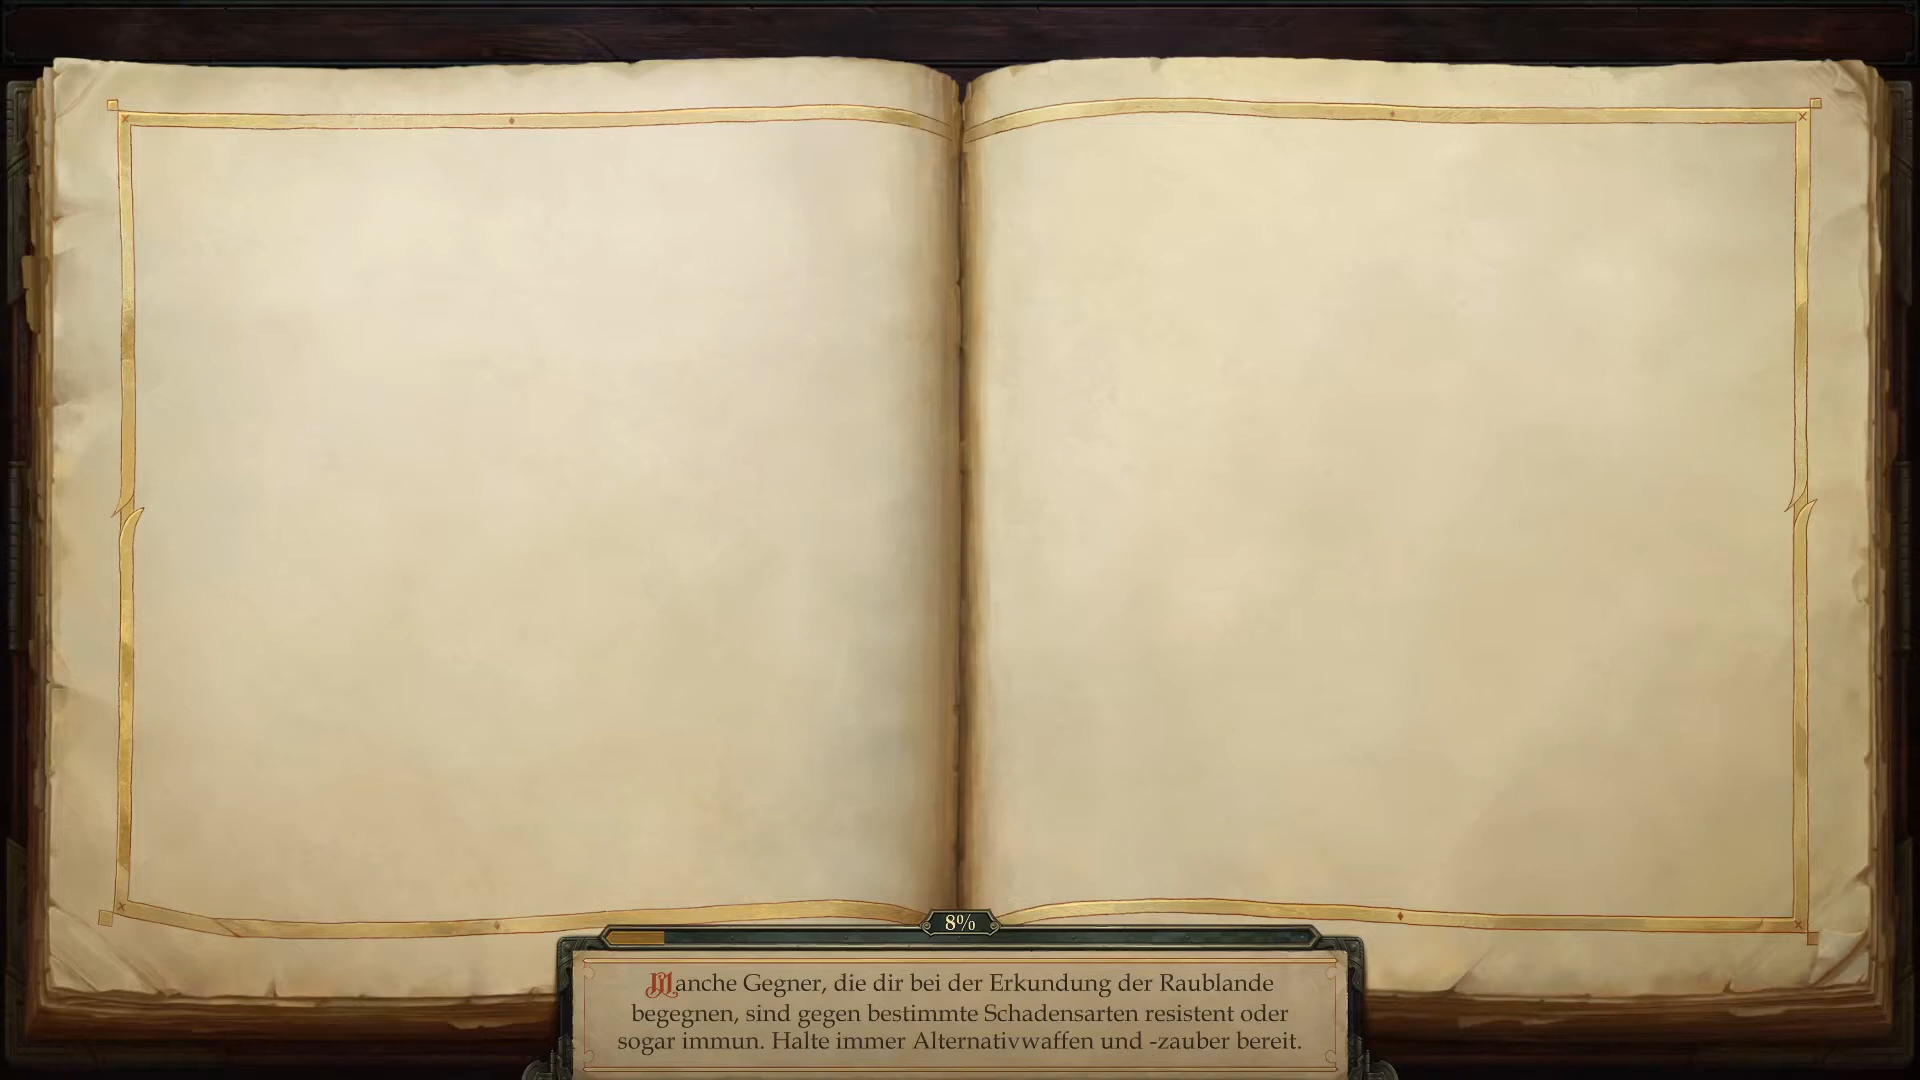 8%
Manche Gegner, die dir bei der Erkundung der Raublande
begegnen, sind gegen bestimmte Schadensarten resistent oder
sogar immun. Halte immer Alternativwaffen und -zauber bereit.